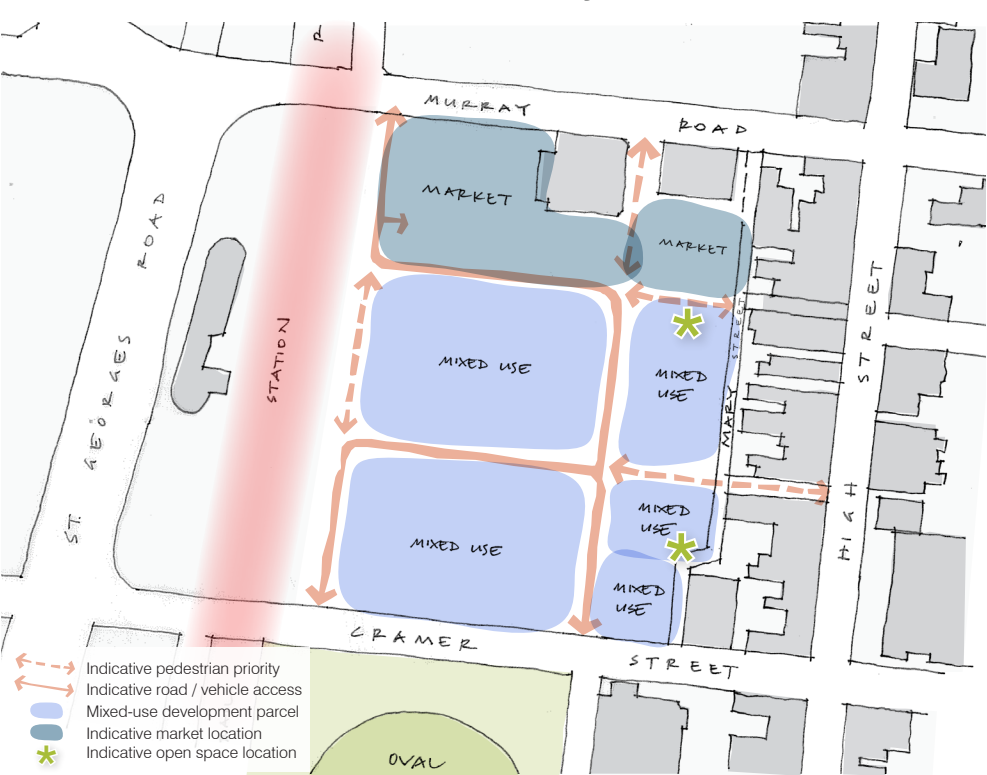 MURRAY ROAD
MARKET
MARKET
ST. GEORGES ROAD
STATION
MIXED USE
MIXED
USE
MARY STREET
HIGH STREET
MIXED USE
MIXED
USE
MIXED
USE
CRAMER STREET
OVAL
Indicative pedestrian priority
Indicative road / vehicle access
Mixed-use development parcel
Indicative market location
Indicative open space location